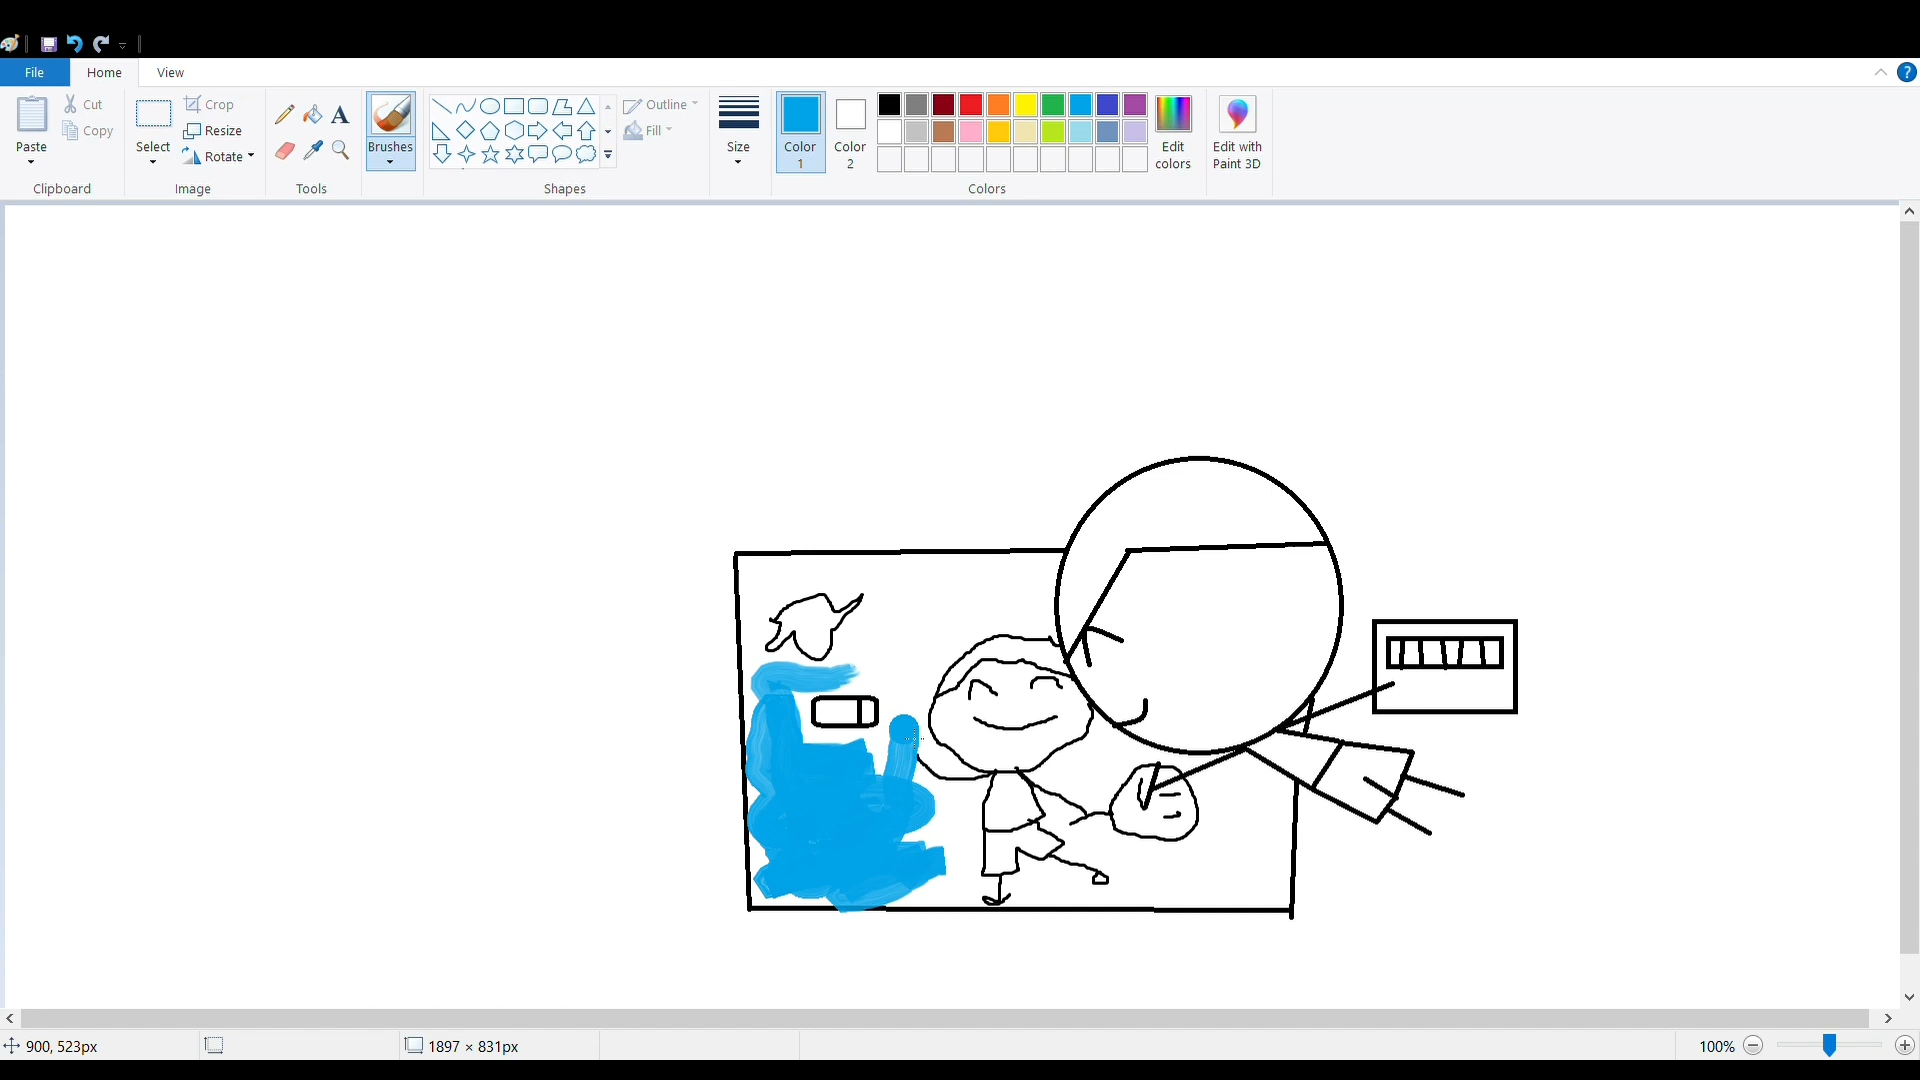 File Home View
Paste
Cut
Copy
Clipboard
Select
Crop
Resize
Rotate
Image
A
Tools
Brushes
Outline
Fill
Shapes
Size
Color
1
Color
2
Edit
colors
Colors
Edit with
Paint 3D
900, 523px
1897 × 831px
100%